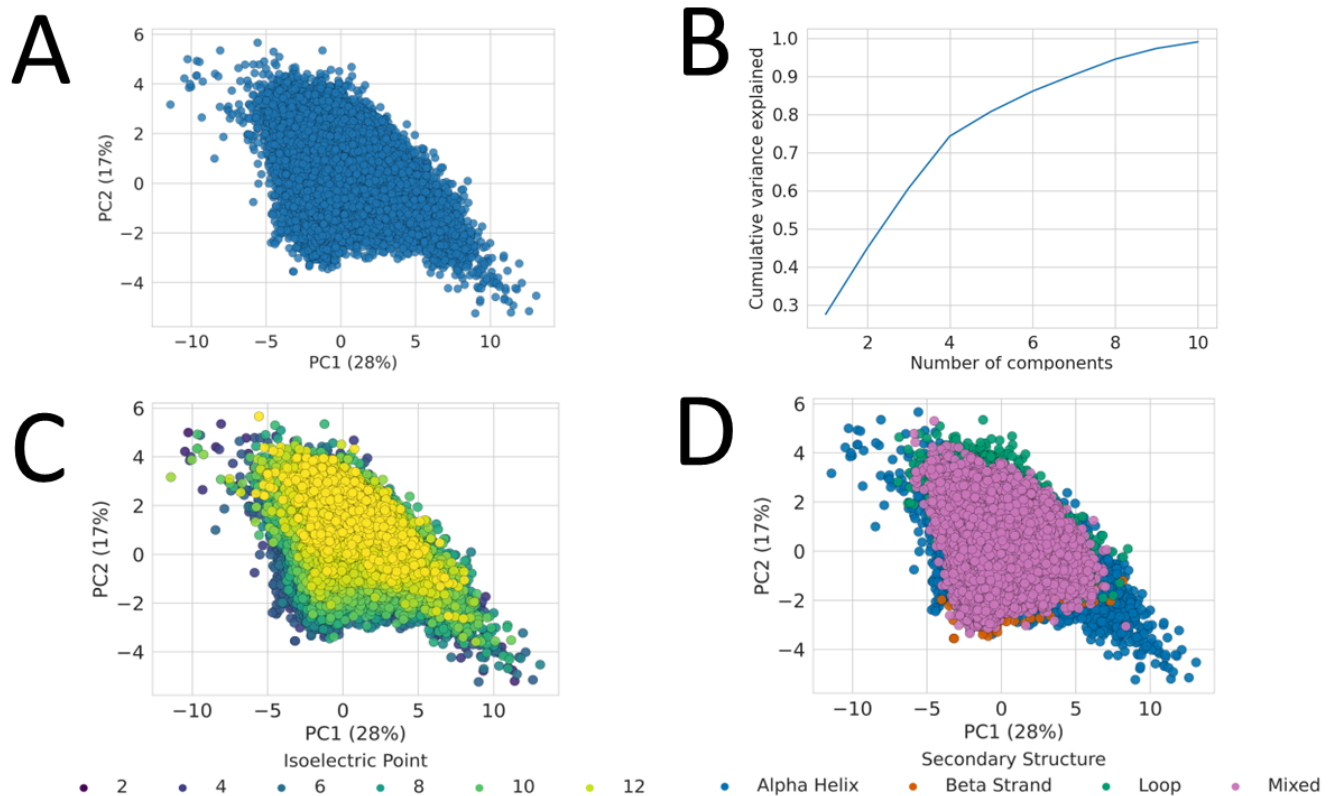 A
6
4
2
0
−2
−4
PC2 (17%)
−10 −5 0 5 10
PC1 (28%)
B
1.0
0.9
0.8
0.7
0.6
0.5
0.4
0.3
Cumulative variance explained
2 4 6 8 10
Number of components
C
6
4
2
0
−2
−4
PC2 (17%)
−10 −5 0 5 10
PC1 (28%)
Isoelectric Point
2 4 6 8 10 12
D
6
4
2
0
−2
−4
PC2 (17%)
−10 −5 0 5 10
PC1 (28%)
Secondary Structure
Alpha Helix Beta Strand Loop Mixed